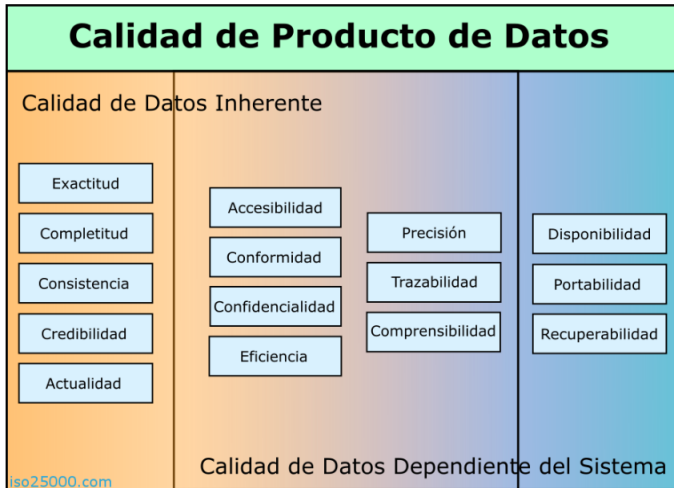 Calidad de Producto de Datos
Calidad de Datos Inherente
Exactitud
Completitud
Consistencia
Credibilidad
Actualidad
Accesibilidad
Conformidad
Confidencialidad
Eficiencia
Precisión
Trazabilidad
Comprensibilidad
Disponibilidad
Portabilidad
Recuperabilidad
Calidad de Datos Dependiente del Sistema
iso25000.com